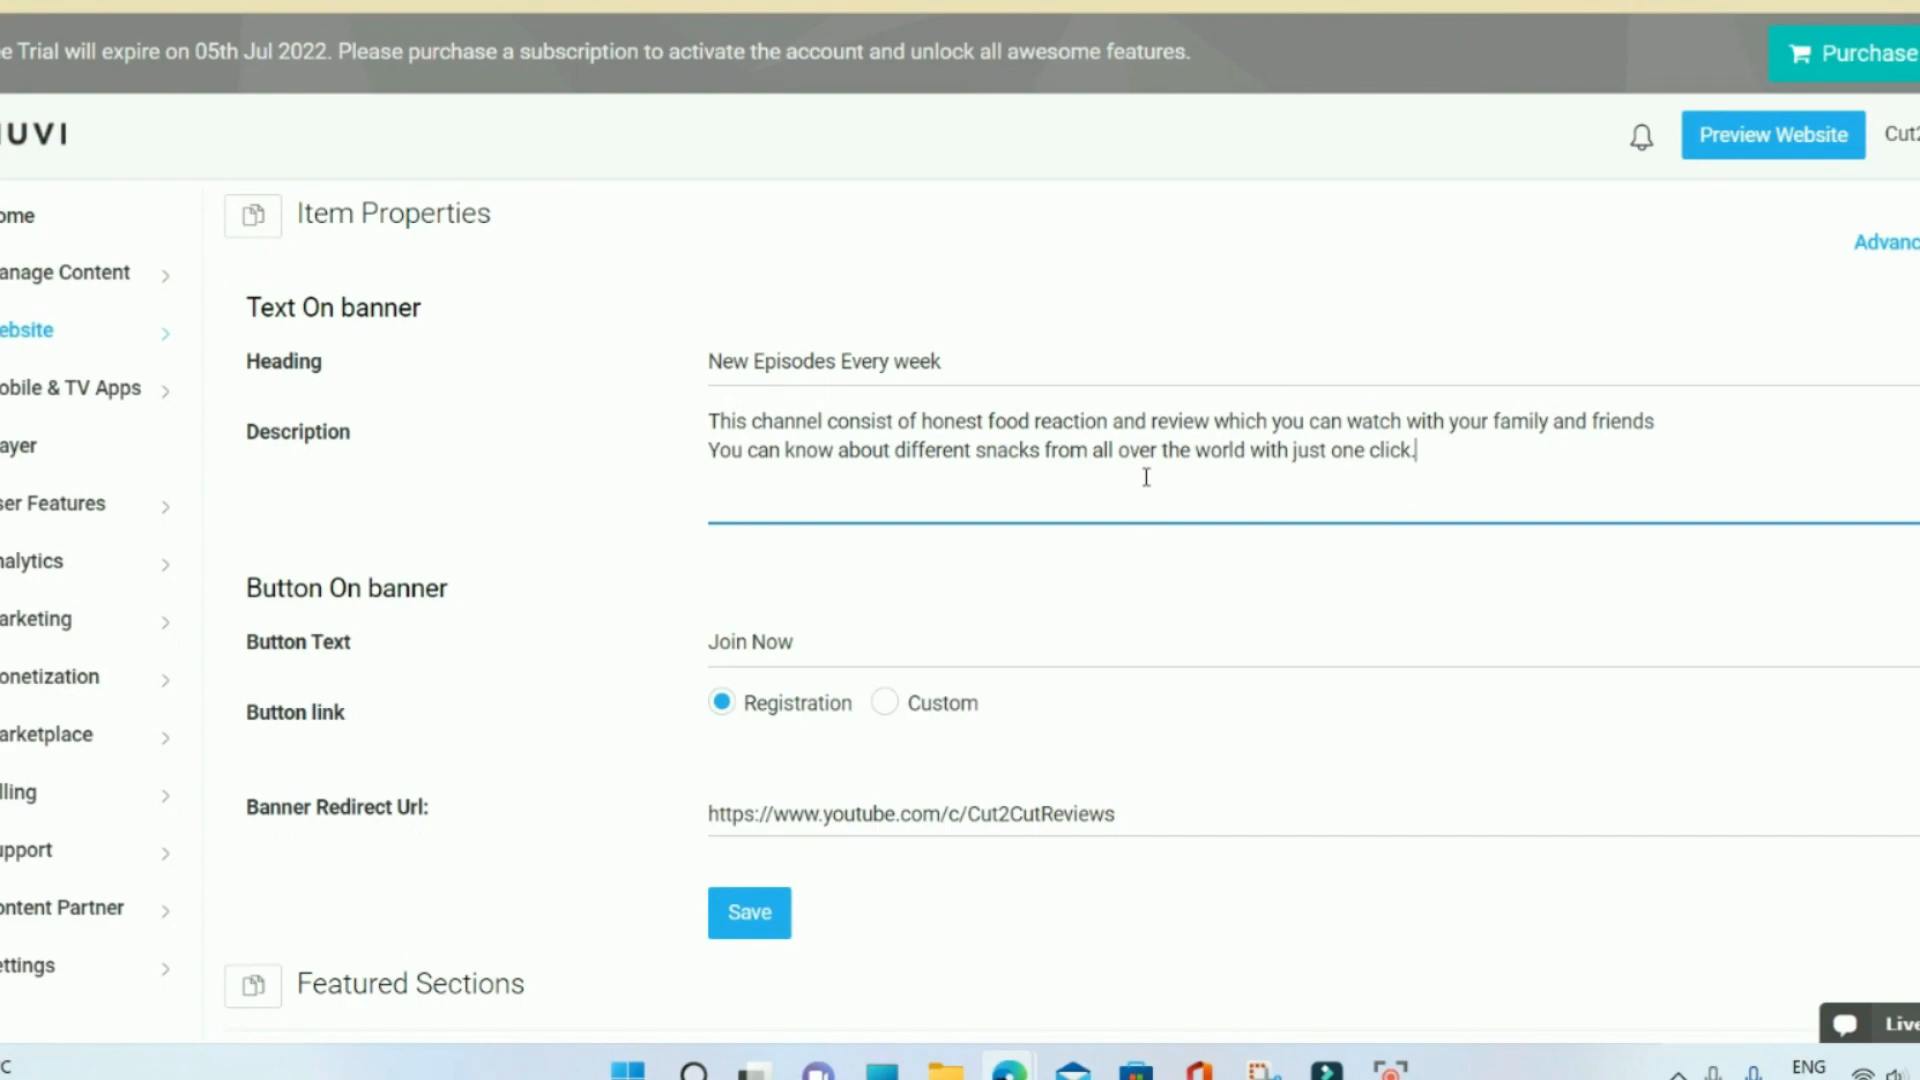 e Trial will expire on 05th Jul 2022. Please purchase a subscription to activate the account and unlock all awesome features.
Purchase
UVI
Preview Website
Cut2
ome
Item Properties
Advanc
anage Content
Text On banner
ebsite
Heading
New Episodes Every week
obile & TV Apps
Description
This channel consist of honest food reaction and review which you can watch with your family and friends
You can know about different snacks from all over the world with just one click.
ayer
ser Features
nalytics
Button On banner
arketing
Button Text
Join Now
onetization
Button link
Registration
Custom
arketplace
lling
Banner Redirect Url:
https://www.youtube.com/c/Cut2CutReviews
upport
ontent Partner
Save
ettings
Featured Sections
Live
C
ENG